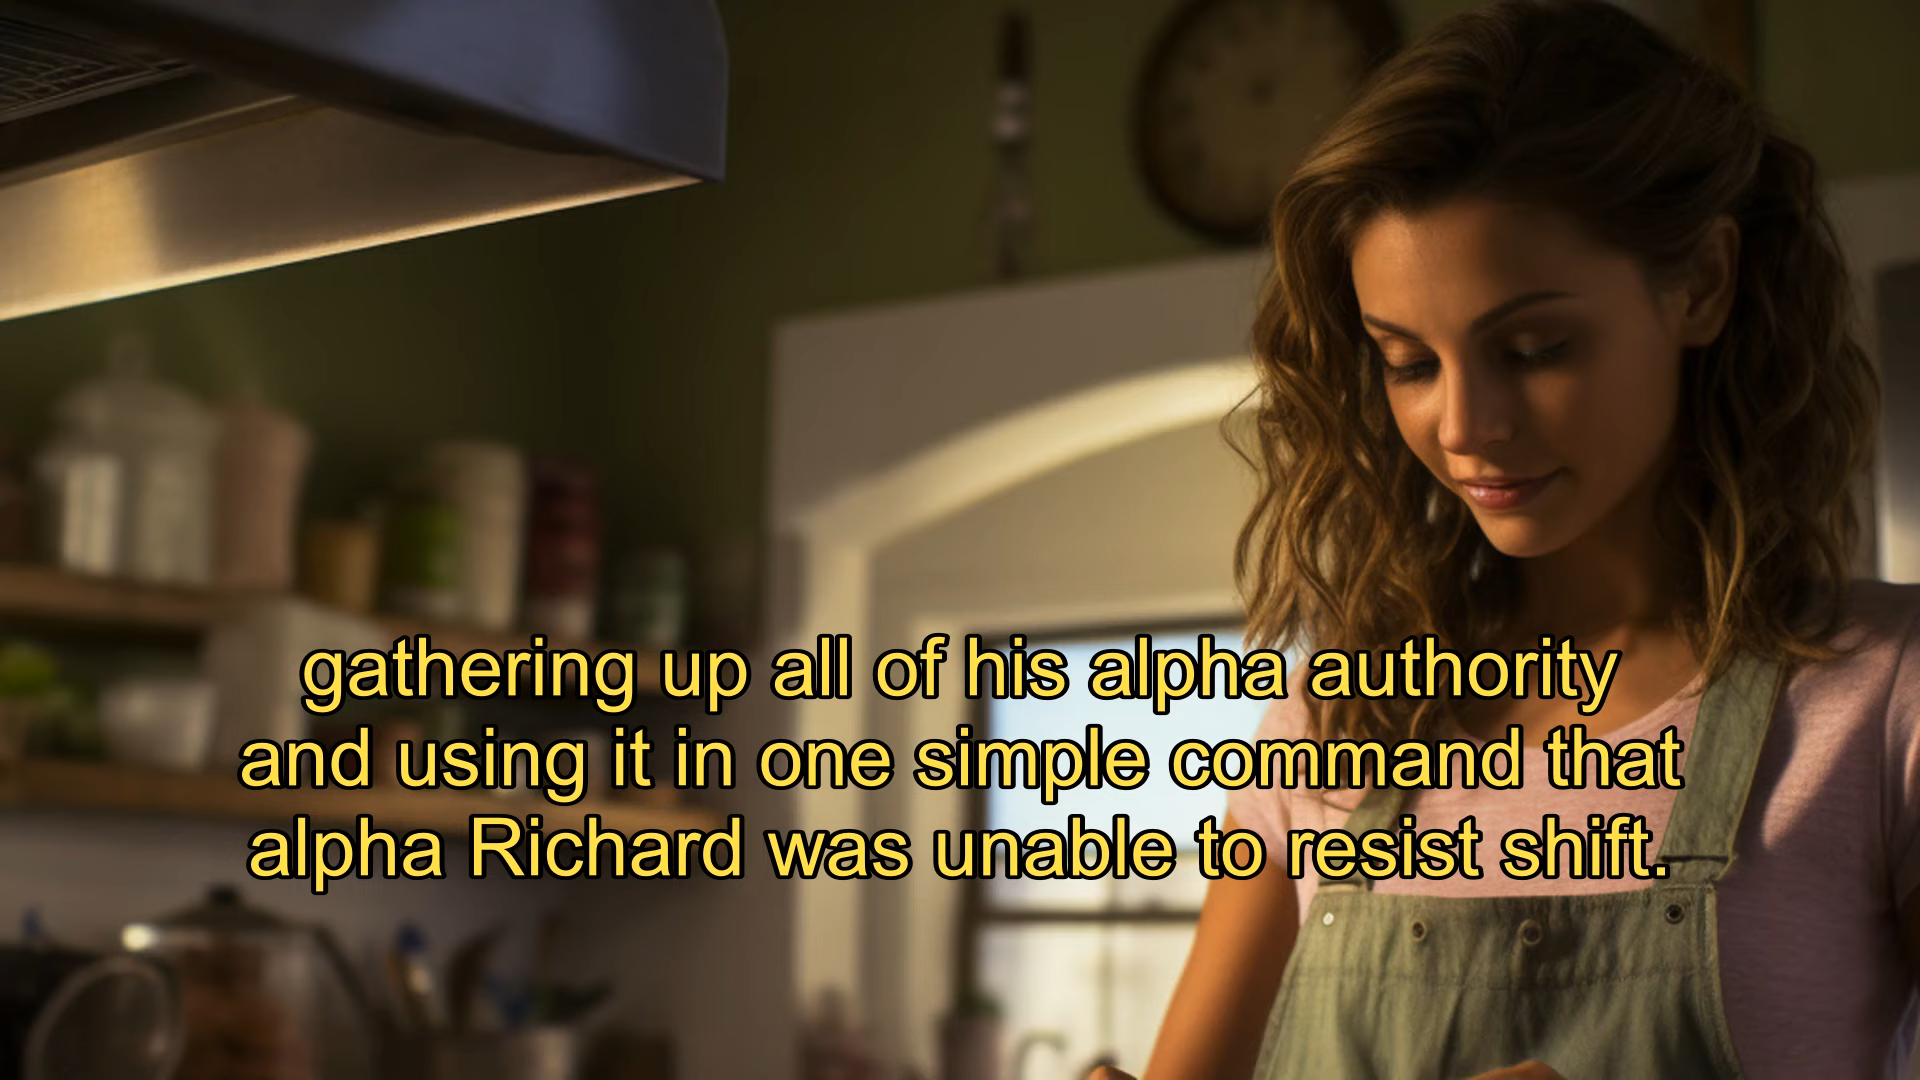 gathering up all of his alpha authority
and using it in one simple command that
alpha Richard was unable to resist shift.